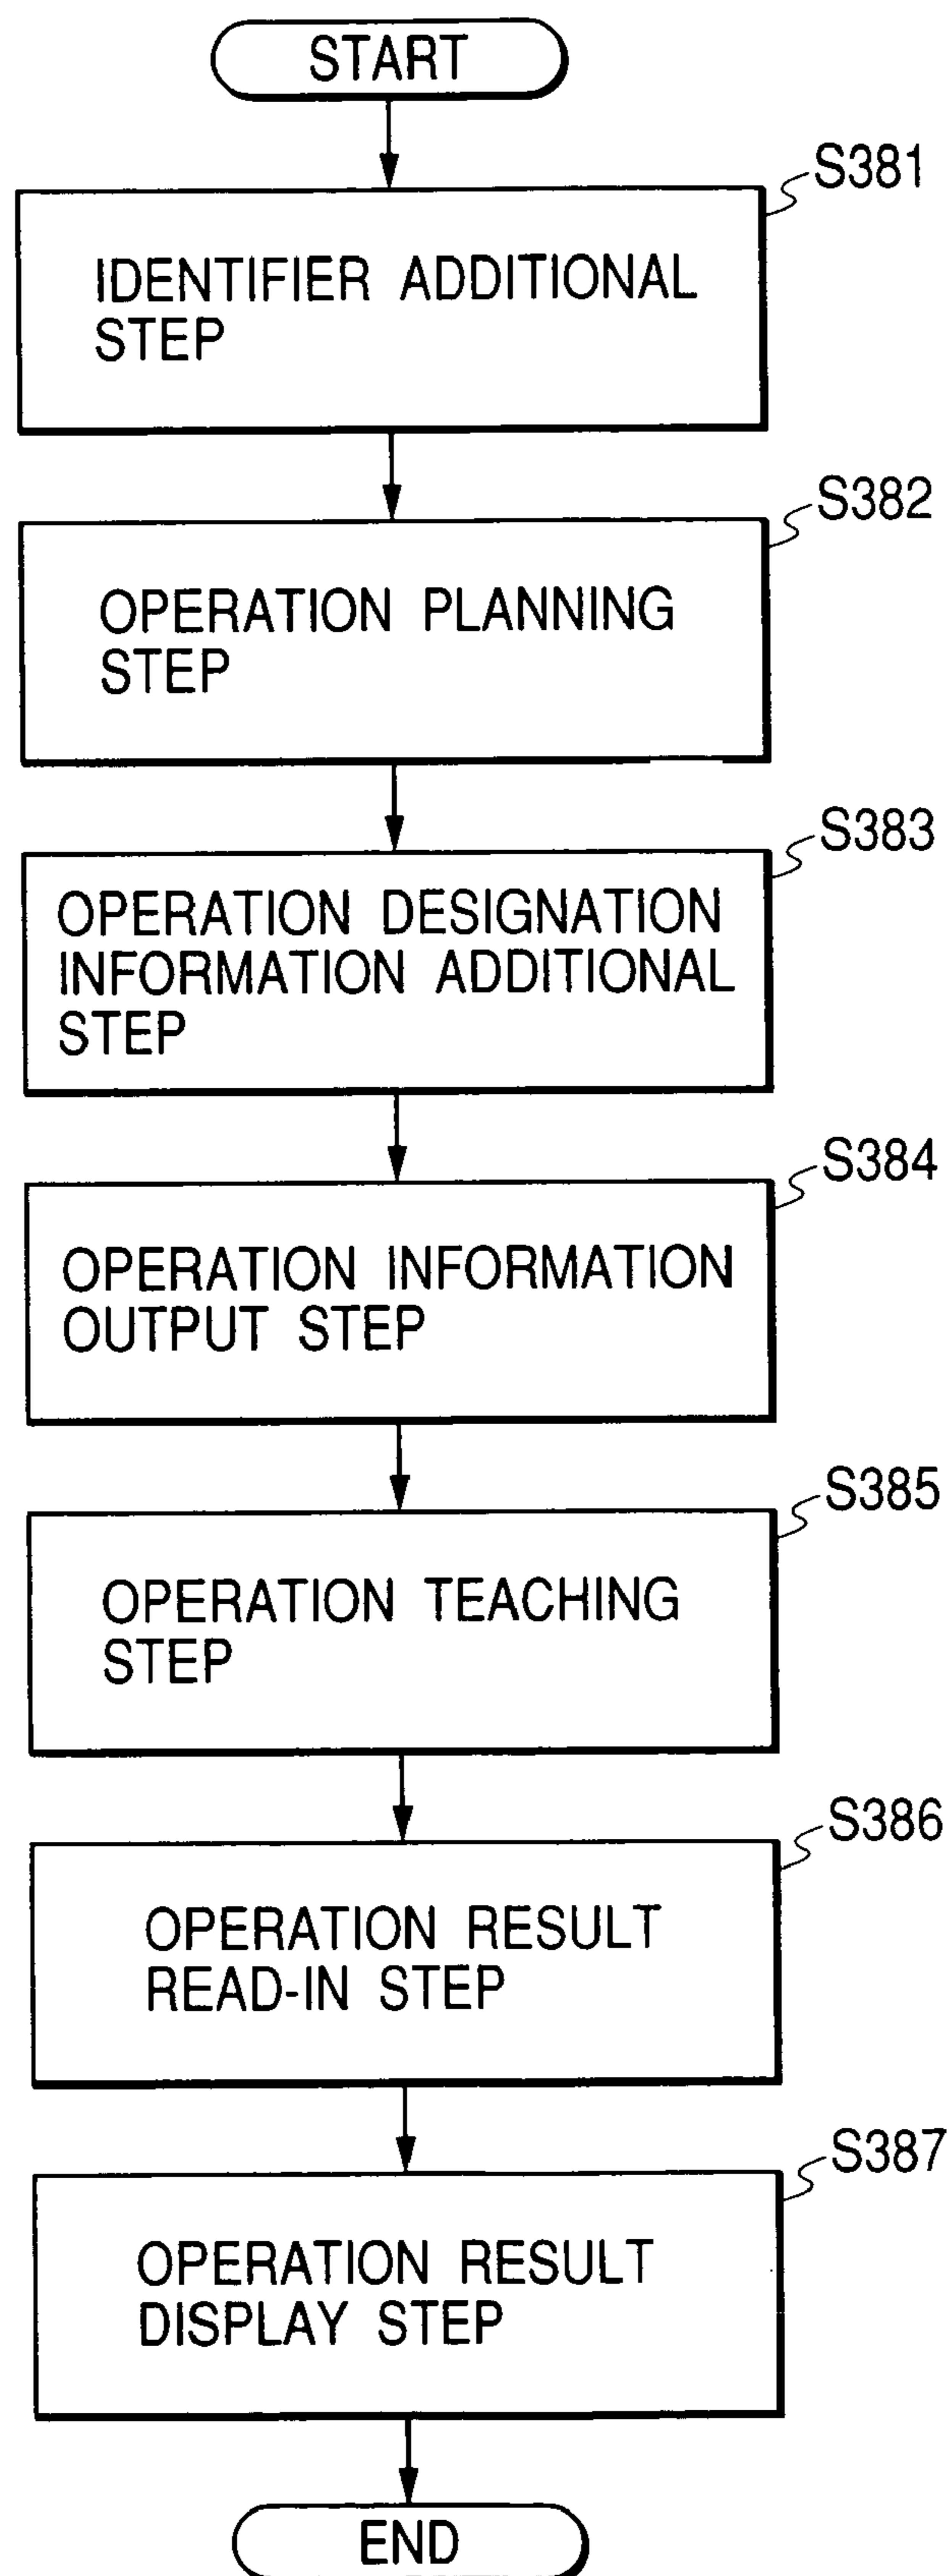 START
S381
IDENTIFIER ADDITIONAL
STEP
S382
OPERATION PLANNING
STEP
S383
OPERATION DESIGNATION
INFORMATION ADDITIONAL
STEP
S384
OPERATION INFORMATION
OUTPUT STEP
S385
OPERATION TEACHING
STEP
S386
OPERATION RESULT
READ-IN STEP
S387
OPERATION RESULT
DISPLAY STEP
END